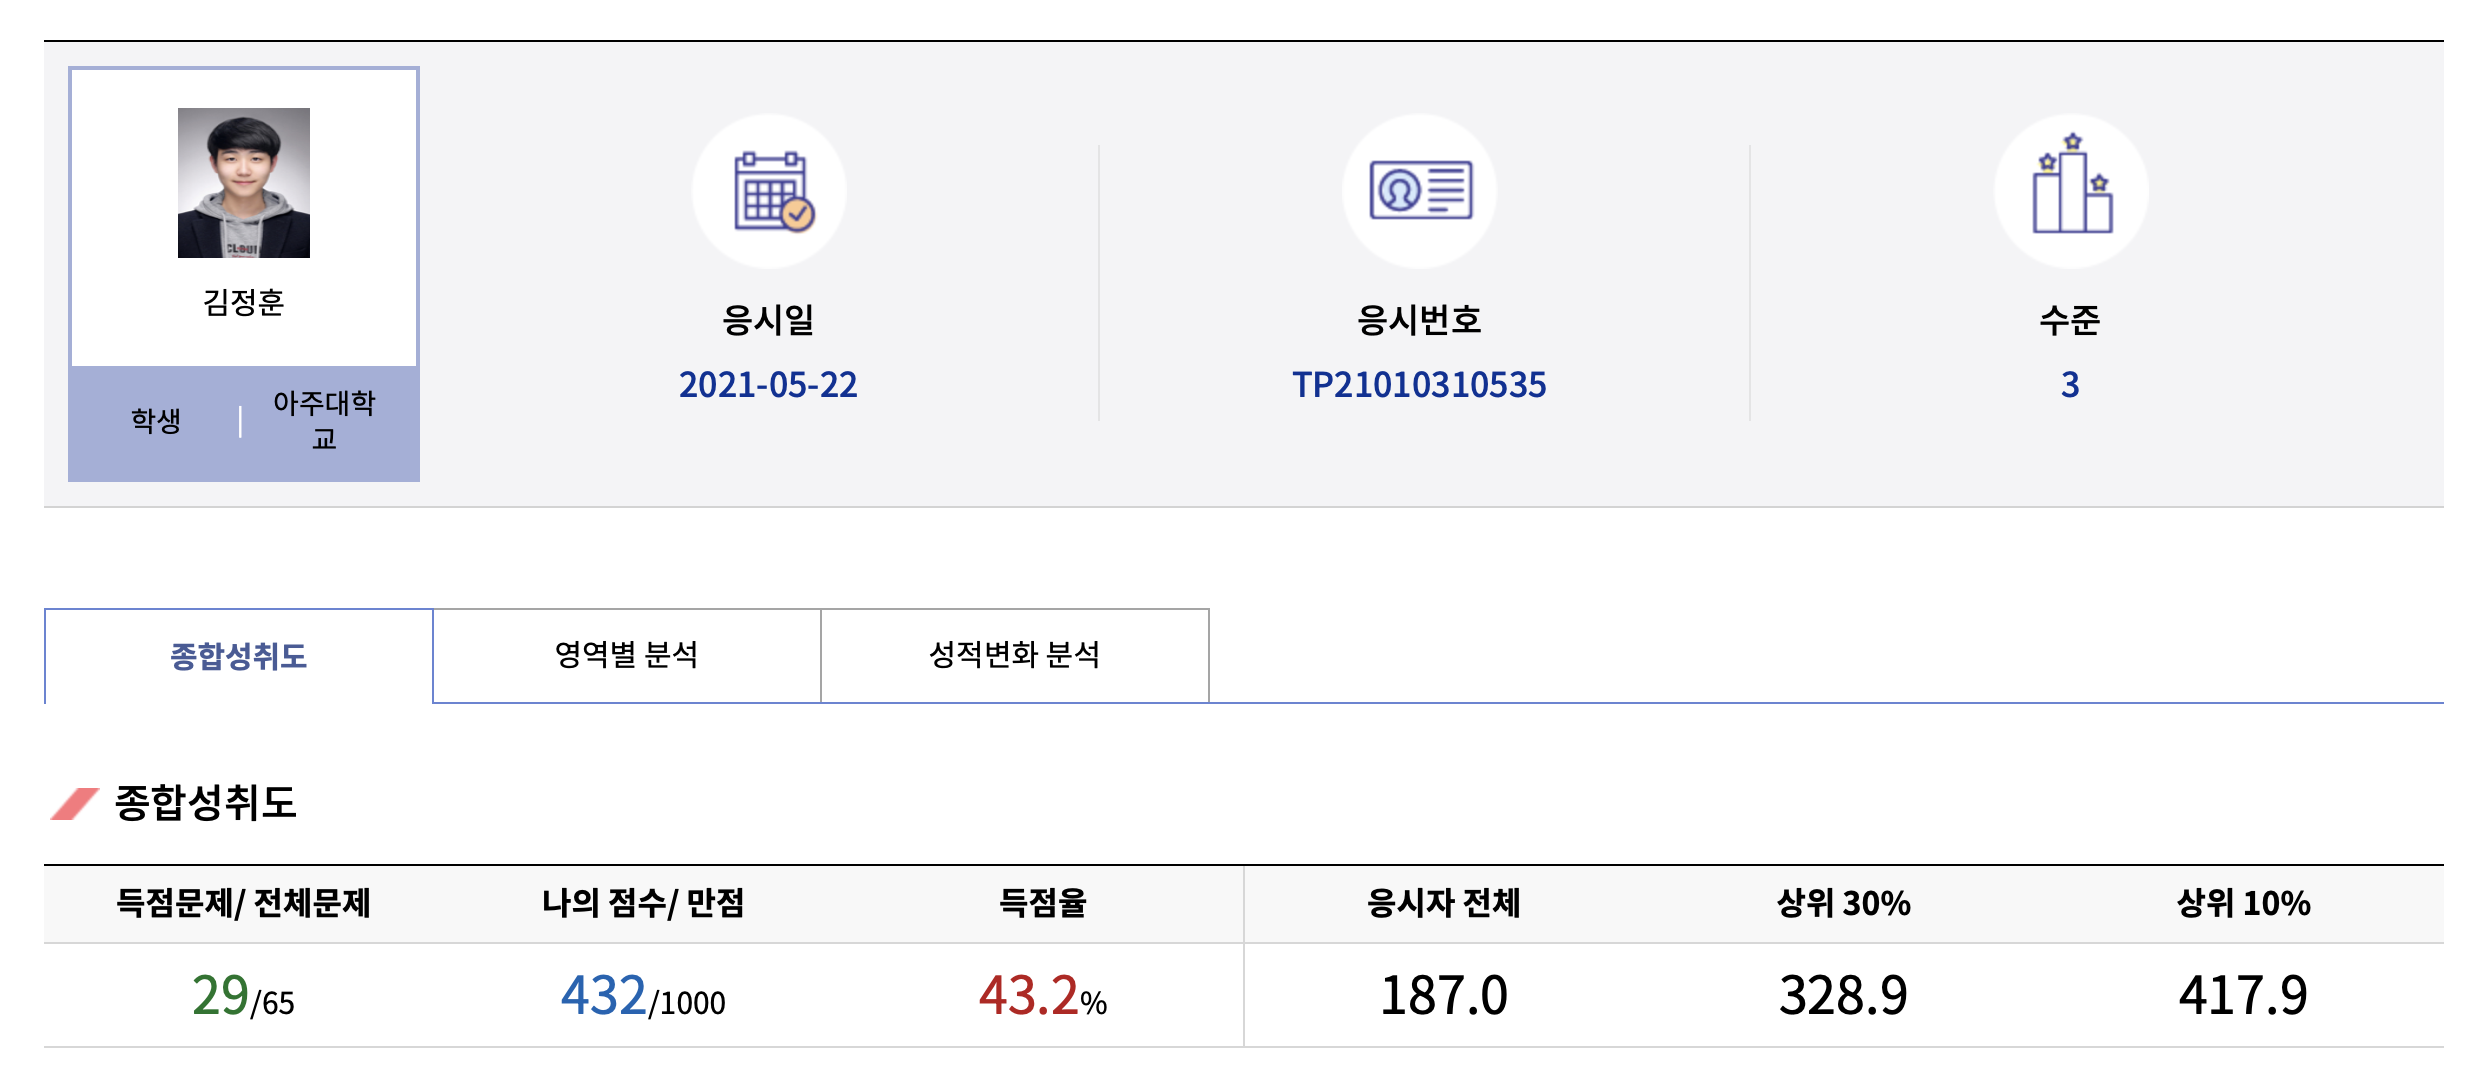 김정훈
학생
아주대학
교
응시일
2021-05-22
응시번호
TP21010310535
수준
3
종합성취도
영역별 분석
성적변화 분석
종합성취도
득점문제/ 전체문제 나의 점수/ 만점 득점율 응시자 전체 상위 30% 상위 10%
29/65 432/1000 43.2% 187.0 328.9 417.9